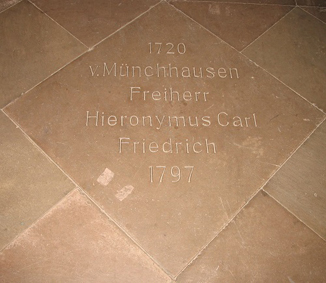 1720
v.Münchhausen
Freiherr
Hieronymus Carl
Friedrich
1797